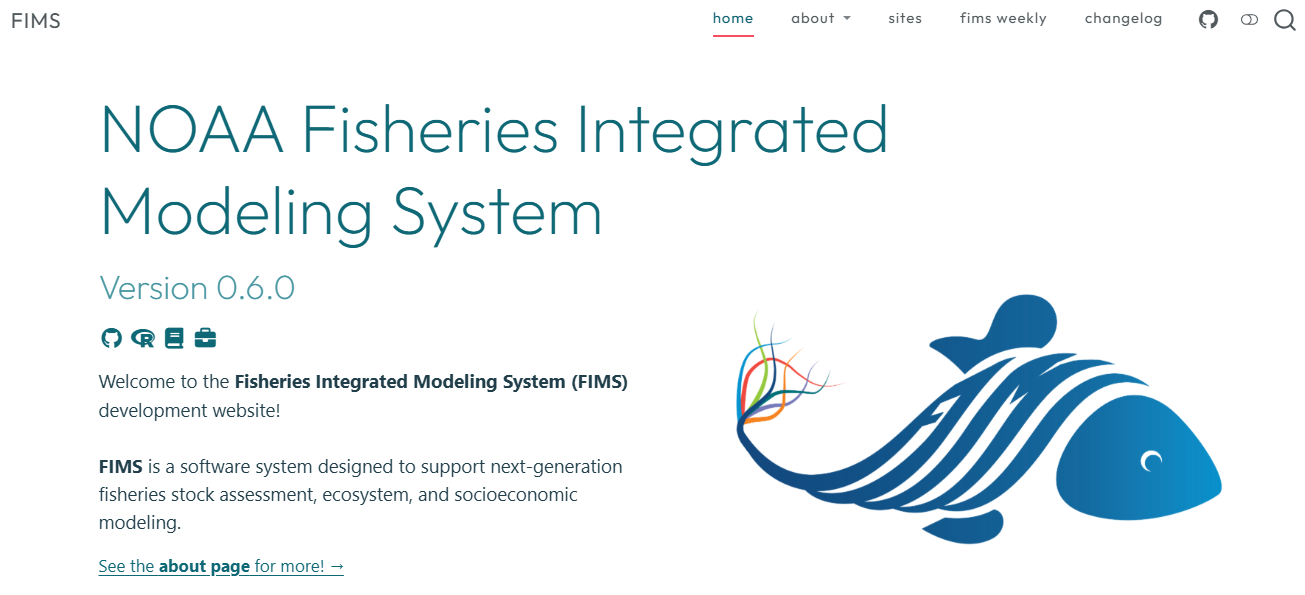 FIMS
home about sites fims weekly changelog
NOAA Fisheries Integrated
Modeling System
Version 0.6.0
Welcome to the Fisheries Integrated Modeling System (FIMS)
development website!
FIMS is a software system designed to support next-generation
fisheries stock assessment, ecosystem, and socioeconomic
modeling.
See the about page for more! →